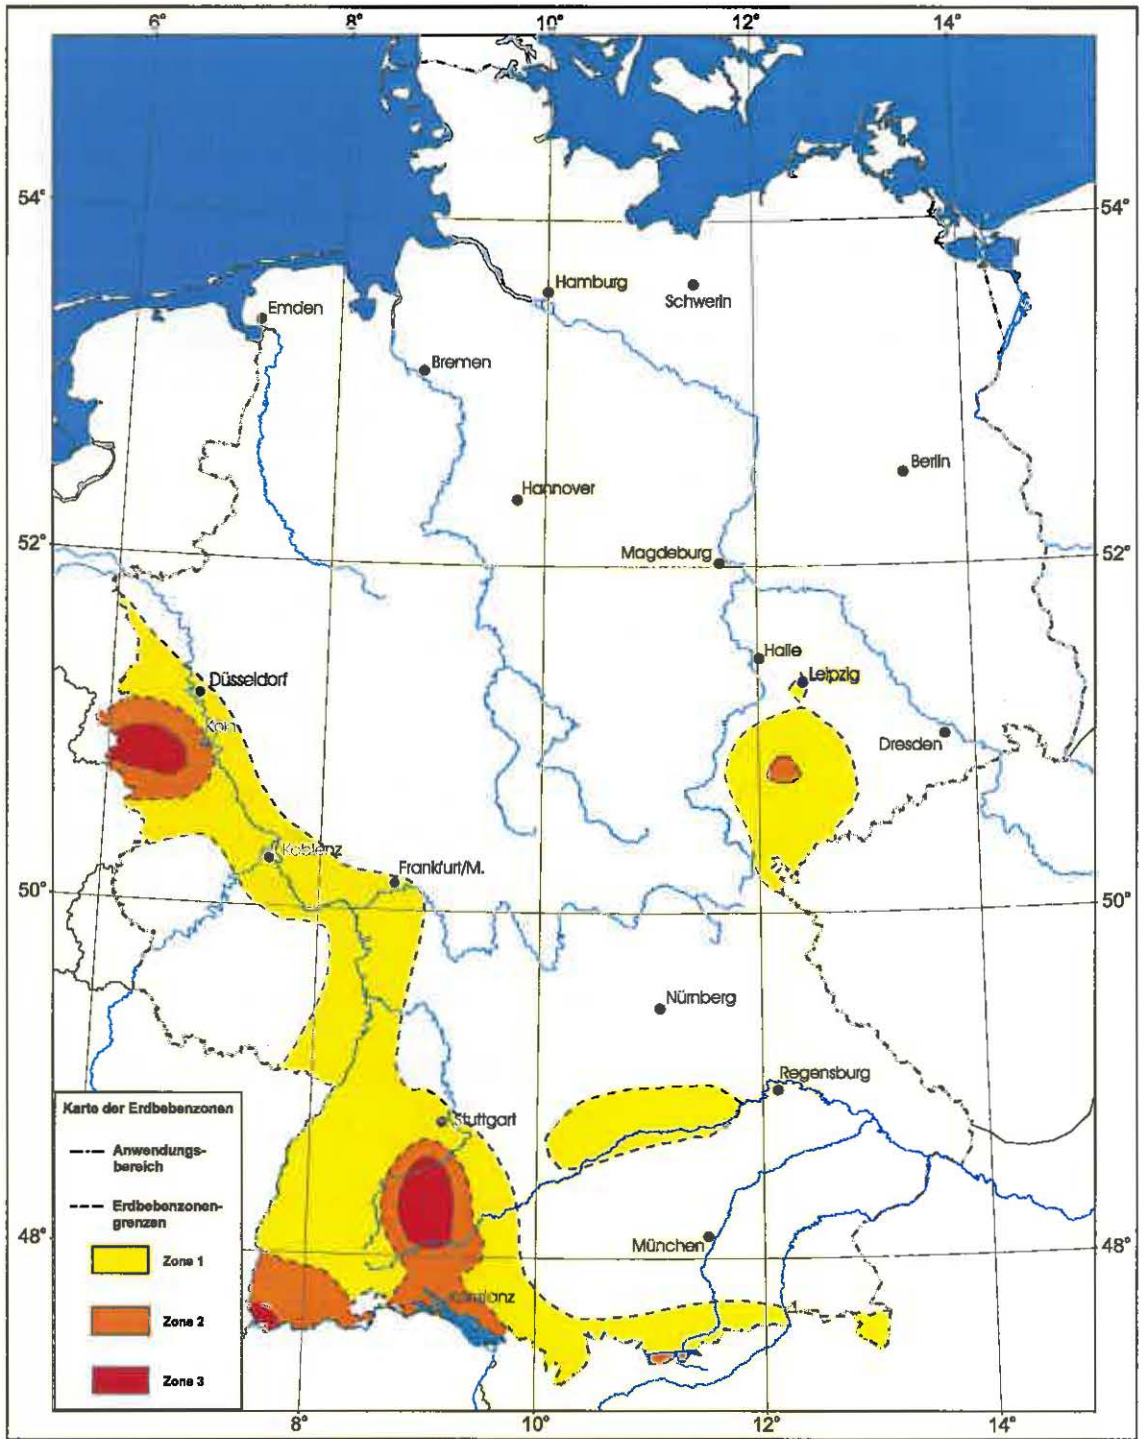 6° 8° 10° 12° 14°
54° 54°
Hamburg
Schwerin
Emden
Bremen
Berlin
Hannover
52° Magdeburg 52°
Halle
Leipzig
Düsseldorf
Köln
Dresden
Koblenz
Frankfurt/M.
50° 50°
Nürnberg
Regensburg
Karte der Erdbebenzonen
Stuttgart
Anwendungs-
bereich
Erdbebenzonen-
grenzen
48° München 48°
Zone 1
Konstanz
Zone 2
Zone 3
8° 10° 12° 14°